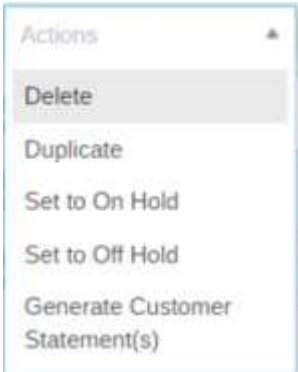 Actions
Delete
Duplicate
Set to On Hold
Set to Off Hold
Generate Customer
Statement(s)